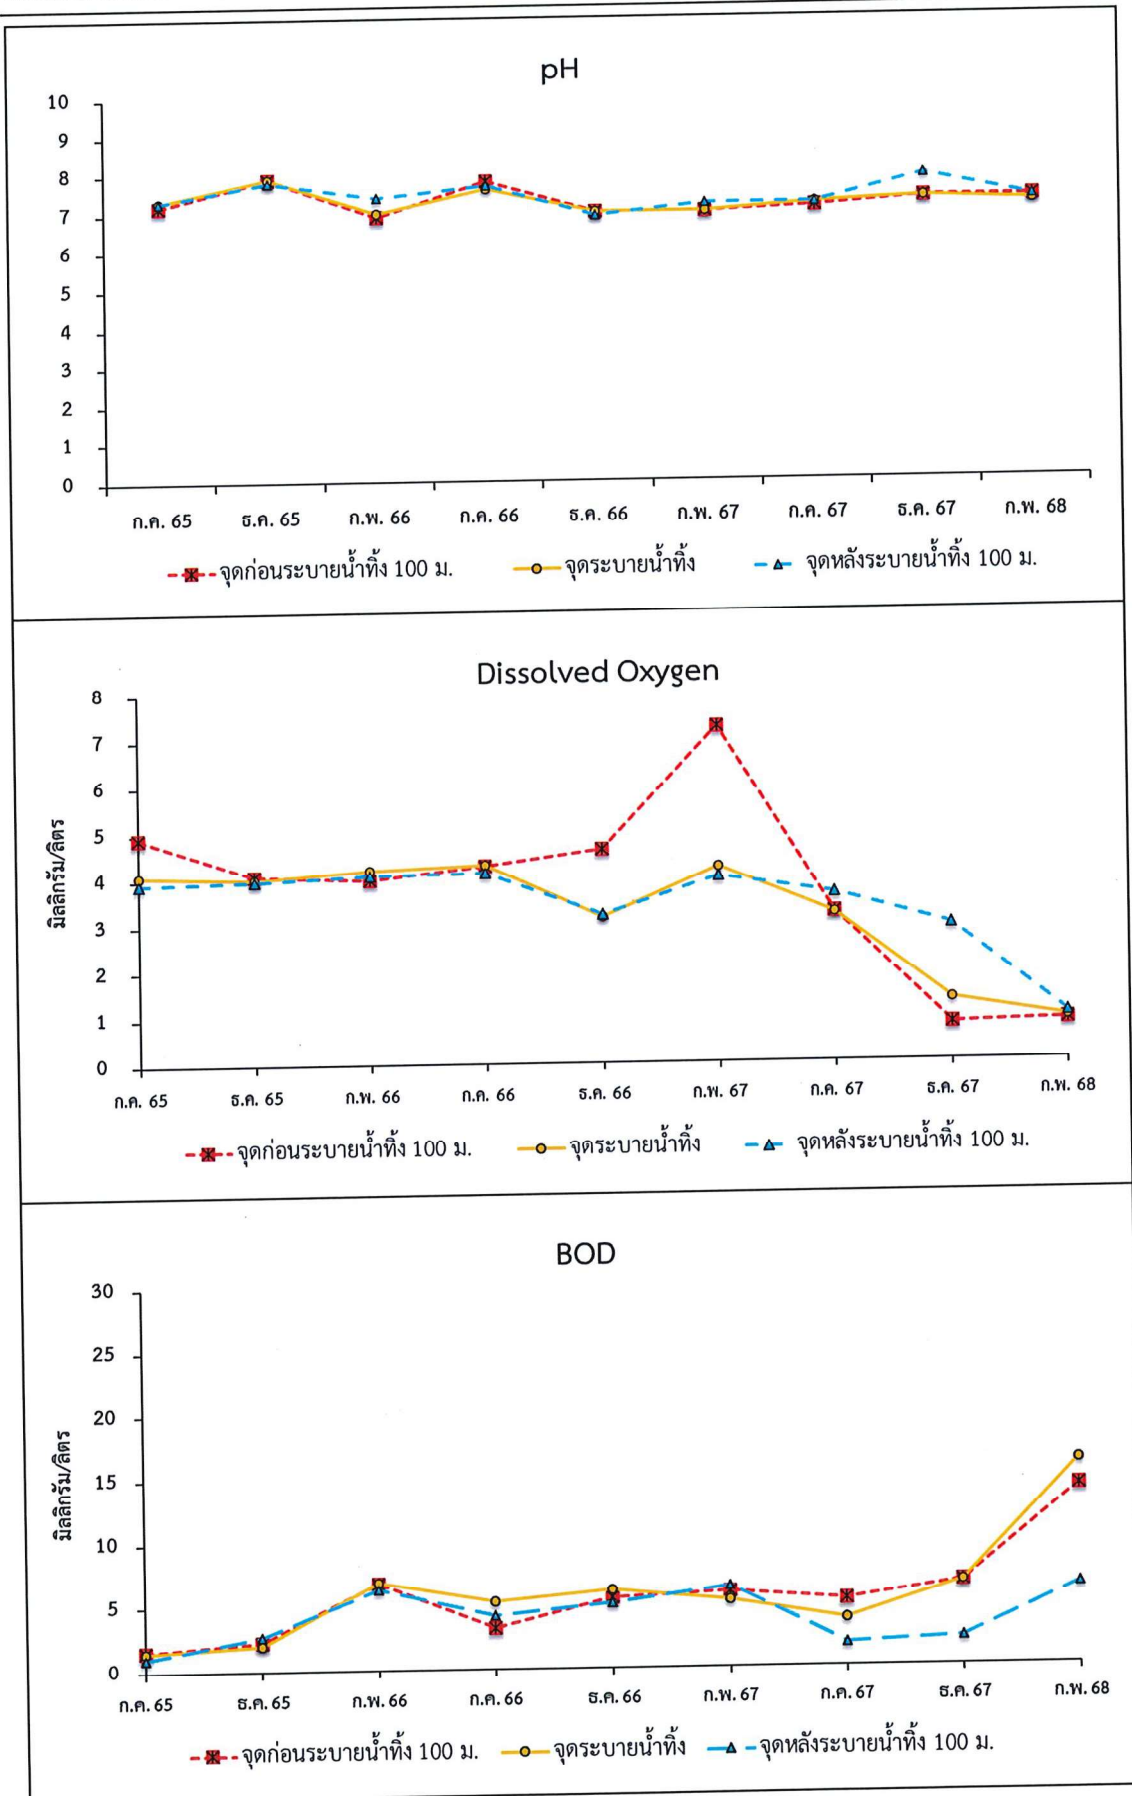 pH
10
9
8
7
6
5
4
3
2
1
0
ก.ค. 65 ธ.ค. 65 ก.พ. 66 ก.ค. 66 ธ.ค. 66 ก.พ. 67 ก.ค. 67 ธ.ค. 67 ก.พ. 68
จุดก่อนระบายน้ำทิ้ง 100 ม. จุดระบายน้ำทิ้ง จุดหลังระบายน้ำทิ้ง 100 ม.
Dissolved Oxygen
มิลลิกรัม/ลิตร
8
7
6
5
4
3
2
1
0
ก.ค. 65 ธ.ค. 65 ก.พ. 66 ก.ค. 66 ธ.ค. 66 ก.พ. 67 ก.ค. 67 ธ.ค. 67 ก.พ. 68
จุดก่อนระบายน้ำทิ้ง 100 ม. จุดระบายน้ำทิ้ง จุดหลังระบายน้ำทิ้ง 100 ม.
BOD
มิลลิกรัม/ลิตร
30
25
20
15
10
5
0
ก.ค. 65 ธ.ค. 65 ก.พ. 66 ก.ค. 66 ธ.ค. 66 ก.พ. 67 ก.ค. 67 ธ.ค. 67 ก.พ. 68
จุดก่อนระบายน้ำทิ้ง 100 ม. จุดระบายน้ำทิ้ง จุดหลังระบายน้ำทิ้ง 100 ม.